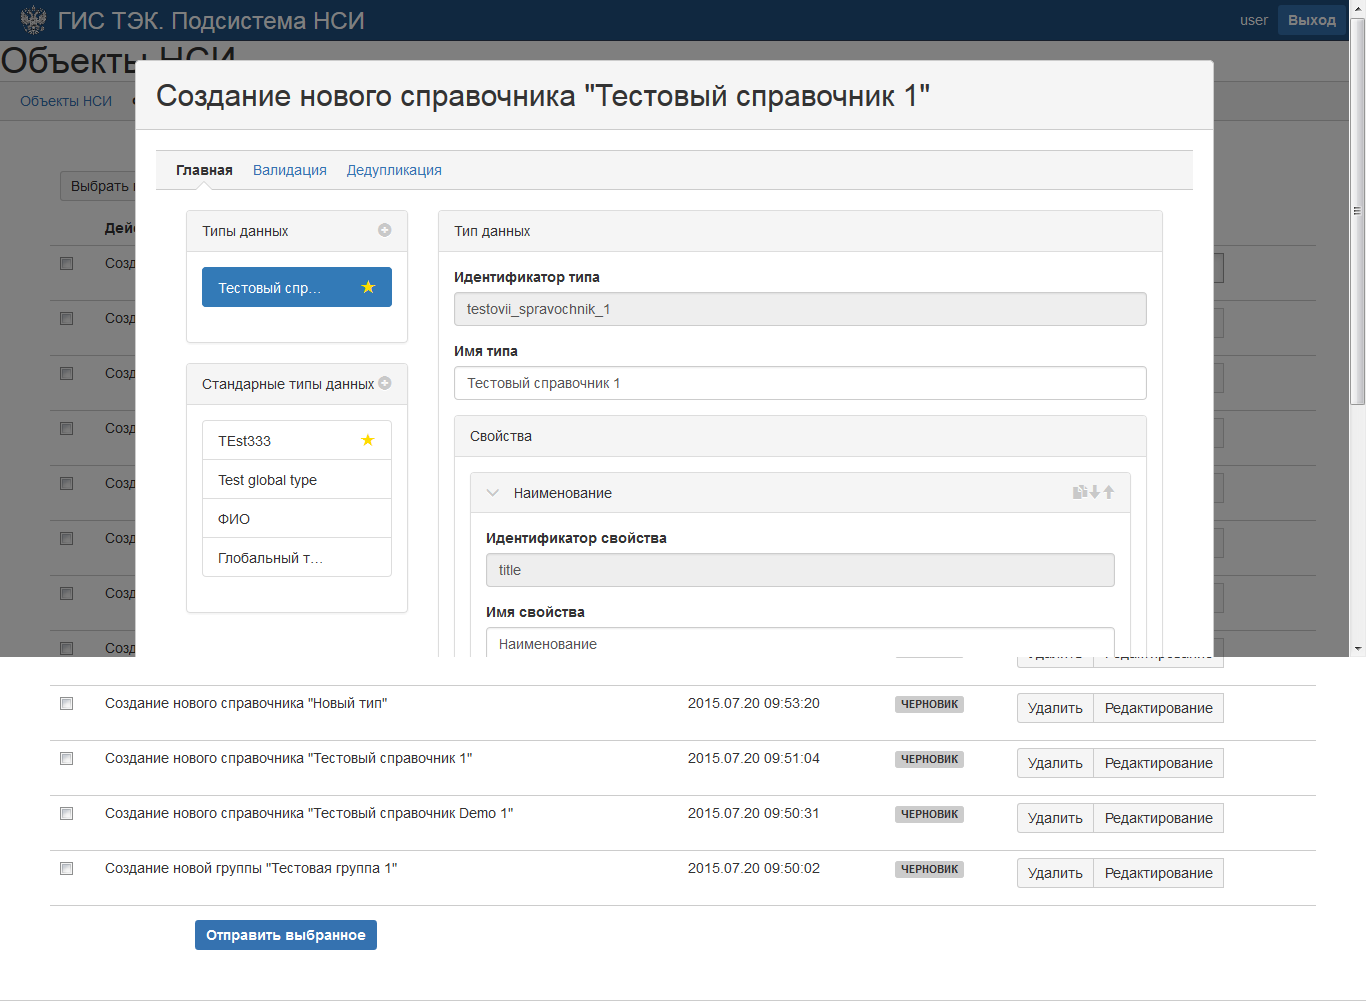 ГИС ТЭК. Подсистема НСИ
user
Выход
Объекты НСИ
Объекты НСИ
Создание нового справочника "Тестовый справочник 1"
Главная
Валидация
Дедупликация
Выбрать
Типы данных
Тестовый спр...
Стандартные типы данных
TEst333
Test global type
ФИО
Глобальный т...
Тип данных
Идентификатор типа
testovii_spravochnik_1
Имя типа
Тестовый справочник 1
Свойства
Наименование
Идентификатор свойства
title
Имя свойства
Наименование
Дей
Созд
Созд
Созд
Созд
Созд
Созд
Созд
Созд
Удалить Редактирование
Создание нового справочника "Новый тип" 2015.07.20 09:53:20 ЧЕРНОВИК Удалить Редактирование
Создание нового справочника "Тестовый справочник 1" 2015.07.20 09:51:04 ЧЕРНОВИК Удалить Редактирование
Создание нового справочника "Тестовый справочник Demo 1" 2015.07.20 09:50:31 ЧЕРНОВИК Удалить Редактирование
Создание новой группы "Тестовая группа 1" 2015.07.20 09:50:02 ЧЕРНОВИК Удалить Редактирование
Отправить выбранное